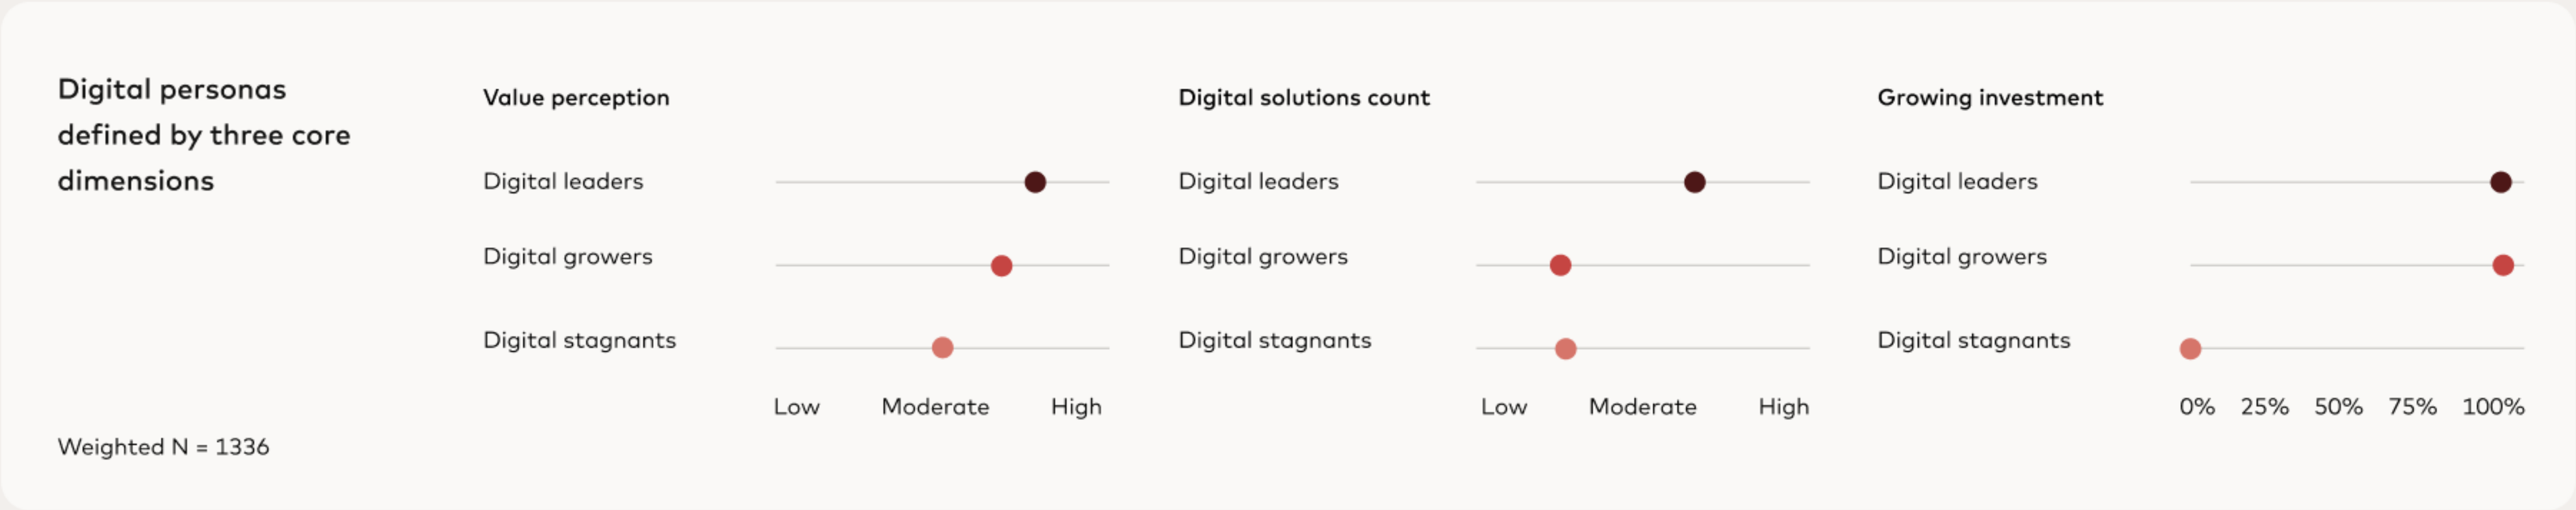 Digital personas
defined by three core
dimensions
Weighted N = 1336
Value perception
Digital leaders
Digital growers
Digital stagnants
Low Moderate High
Digital solutions count
Digital leaders
Digital growers
Digital stagnants
Low Moderate High
Growing investment
Digital leaders
Digital growers
Digital stagnants
0% 25% 50% 75% 100%